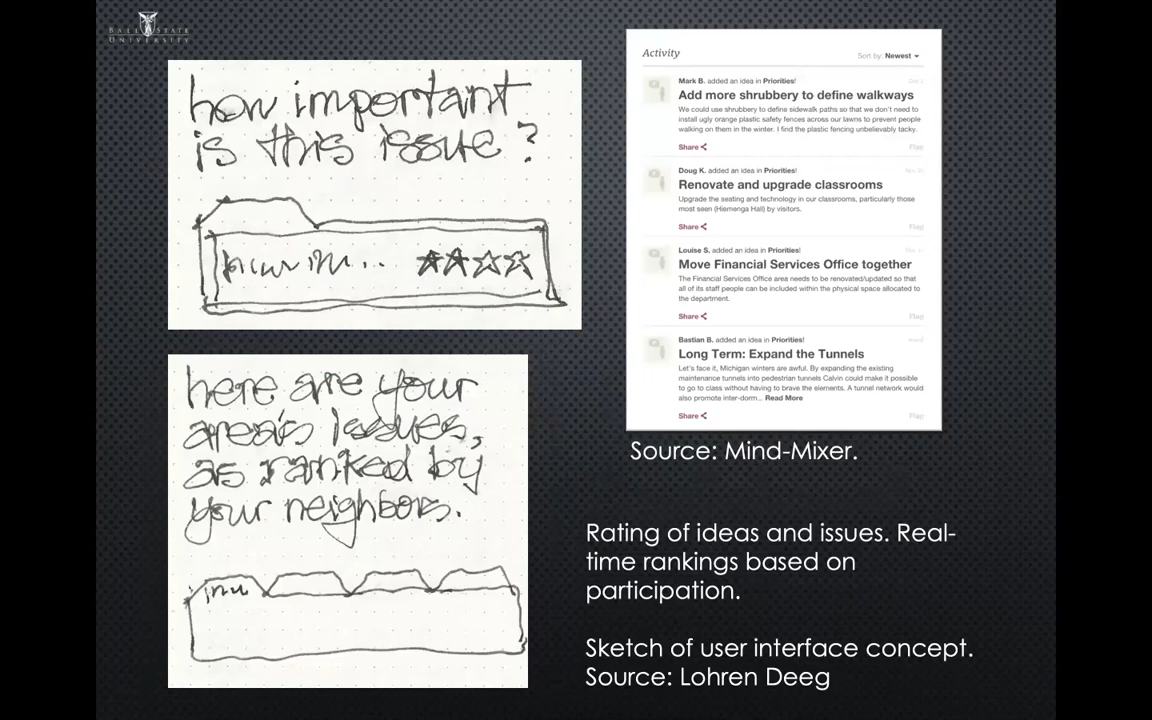 BALL STATE
UNIVERSITY
how important
is this issue?
here are your
area's issues,
as ranked by
your neighbors.
Activity
Sort by: Newest
Mark B. added an idea in Priorities!
Add more shrubbery to define walkways
We could use shrubbery to define sidewalk paths so that we don't need to
install ugly orange plastic safety fences across our lawns to prevent people
walking on them in the winter. I find the plastic fencing unbelievably tacky.
Share
Flag
Doug K. added an idea in Priorities!
Renovate and upgrade classrooms
Upgrade the seating and technology in our classrooms, particularly those
most seen (Hiemenga Hall) by visitors.
Share
Flag
Louise S. added an idea in Priorities!
Move Financial Services Office together
The Financial Services Office area needs to be renovated/updated so that
all of its staff people can be included within the physical space allocated to
the department.
Share
Flag
Bastian B. added an idea in Priorities!
Long Term: Expand the Tunnels
Let's face it, Michigan winters are awful. By expanding the existing
maintenance tunnels into pedestrian tunnels Calvin could make it possible
to go to class without having to brave the elements. A tunnel network would
also promote inter-dorm... Read More
Share
Flag
Source: Mind-Mixer.
Rating of ideas and issues. Real-
time rankings based on
participation.
Sketch of user interface concept.
Source: Lohren Deeg